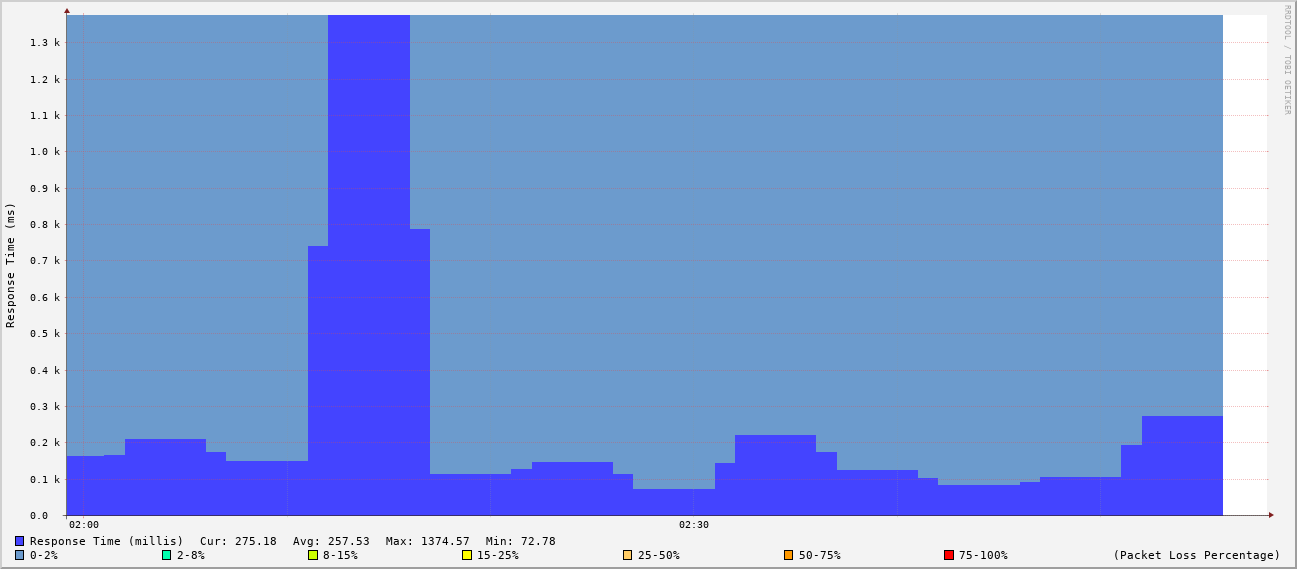 RRDTOOL / TOBI OETIKER
Response Time (ms)
1.3 k
1.2 k
1.1 k
1.0 k
0.9 k
0.8 k
0.7 k
0.6 k
0.5 k
0.4 k
0.3 k
0.2 k
0.1 k
0.0
02:00 02:30
Response Time (millis) Cur: 275.18 Avg: 257.53 Max: 1374.57 Min: 72.78
0-2% 2-8% 8-15% 15-25% 25-50% 50-75% 75-100% (Packet Loss Percentage)